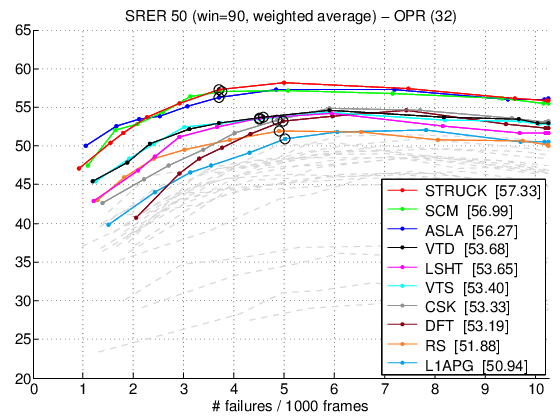 SRER 50 (win=90, weighted average) – OPR (32)
65
60
55
50
45
40
35
30
25
20
0 1 2 3 4 5 6 7 8 9 10
# failures / 1000 frames
STRUCK [57.33]
SCM [56.99]
ASLA [56.27]
VTD [53.68]
LSHT [53.65]
VTS [53.40]
CSK [53.33]
DFT [53.19]
RS [51.88]
L1APG [50.94]